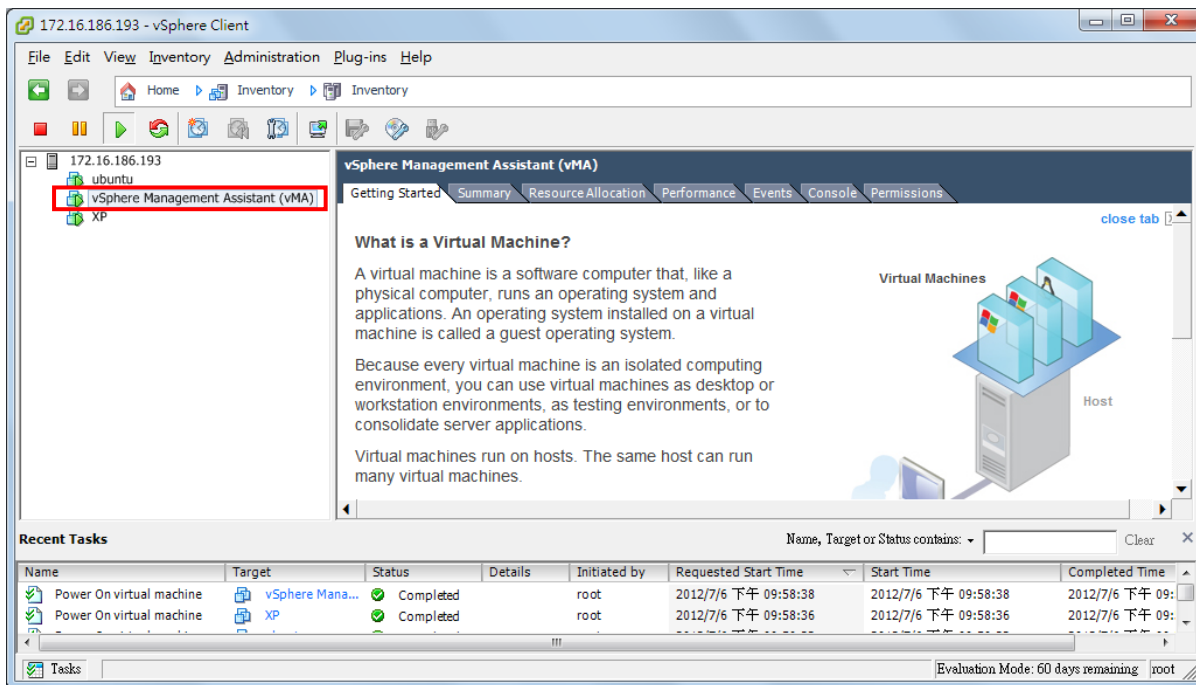 172.16.186.193 - vSphere Client
File Edit View Inventory Administration Plug-ins Help
Home Inventory Inventory
172.16.186.193
ubuntu
vSphere Management Assistant (vMA)
XP
vSphere Management Assistant (vMA)
Getting Started Summary Resource Allocation Performance Events Console Permissions
close tab
What is a Virtual Machine?
A virtual machine is a software computer that, like a
physical computer, runs an operating system and
applications. An operating system installed on a virtual
machine is called a guest operating system.
Because every virtual machine is an isolated computing
environment, you can use virtual machines as desktop or
workstation environments, as testing environments, or to
consolidate server applications.
Virtual machines run on hosts. The same host can run
many virtual machines.
Virtual Machines
Host
Recent Tasks
Name, Target or Status contains:
Clear
Name Target Status Details Initiated by Requested Start Time Start Time Completed Time
Power On virtual machine vSphere Mana... Completed root 2012/7/6 下午 09:58:38 2012/7/6 下午 09:58:38 2012/7/6 下午 09:
Power On virtual machine XP Completed root 2012/7/6 下午 09:58:36 2012/7/6 下午 09:58:36 2012/7/6 下午 09:
Tasks
Evaluation Mode: 60 days remaining root